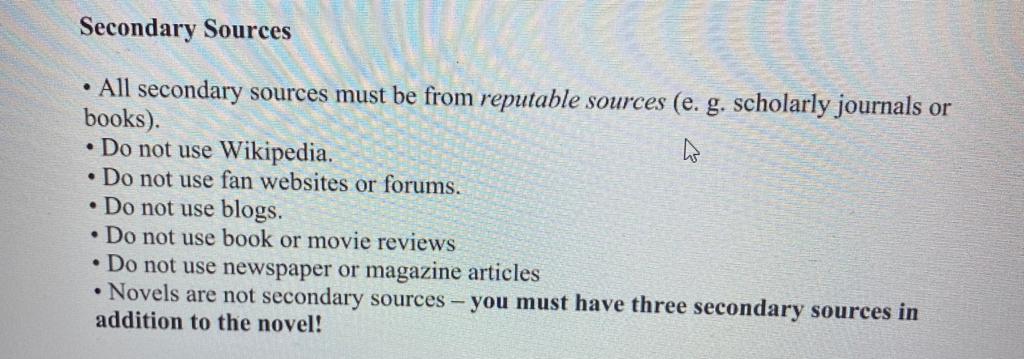 Secondary Sources
• All secondary sources must be from reputable sources (e. g. scholarly journals or
books).
• Do not use Wikipedia.
• Do not use fan websites or forums.
• Do not use blogs.
• Do not use book or movie reviews
• Do not use newspaper or magazine articles
• Novels are not secondary sources – you must have three secondary sources in
addition to the novel!